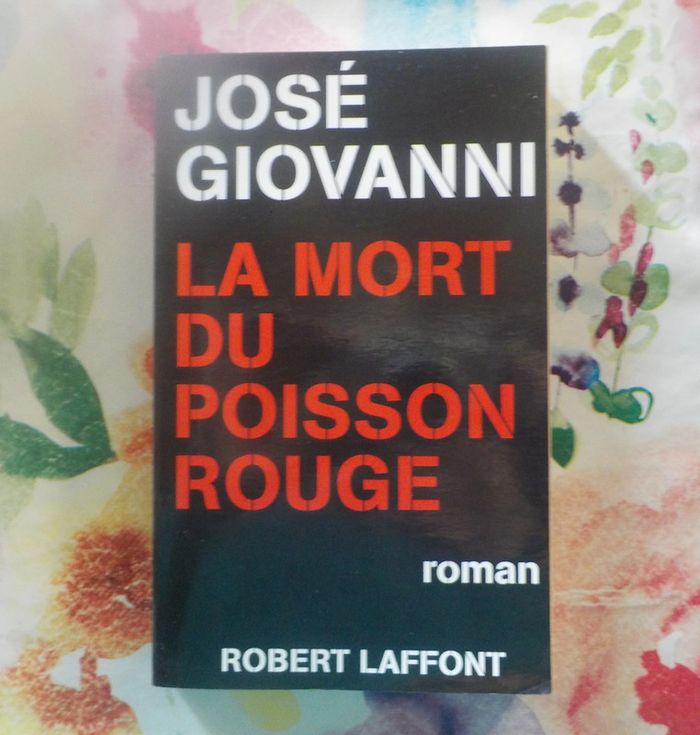 JOSÉ
GIOVANNI
LA MORT
DU
POISSON
ROUGE
roman
ROBERT LAFFONT